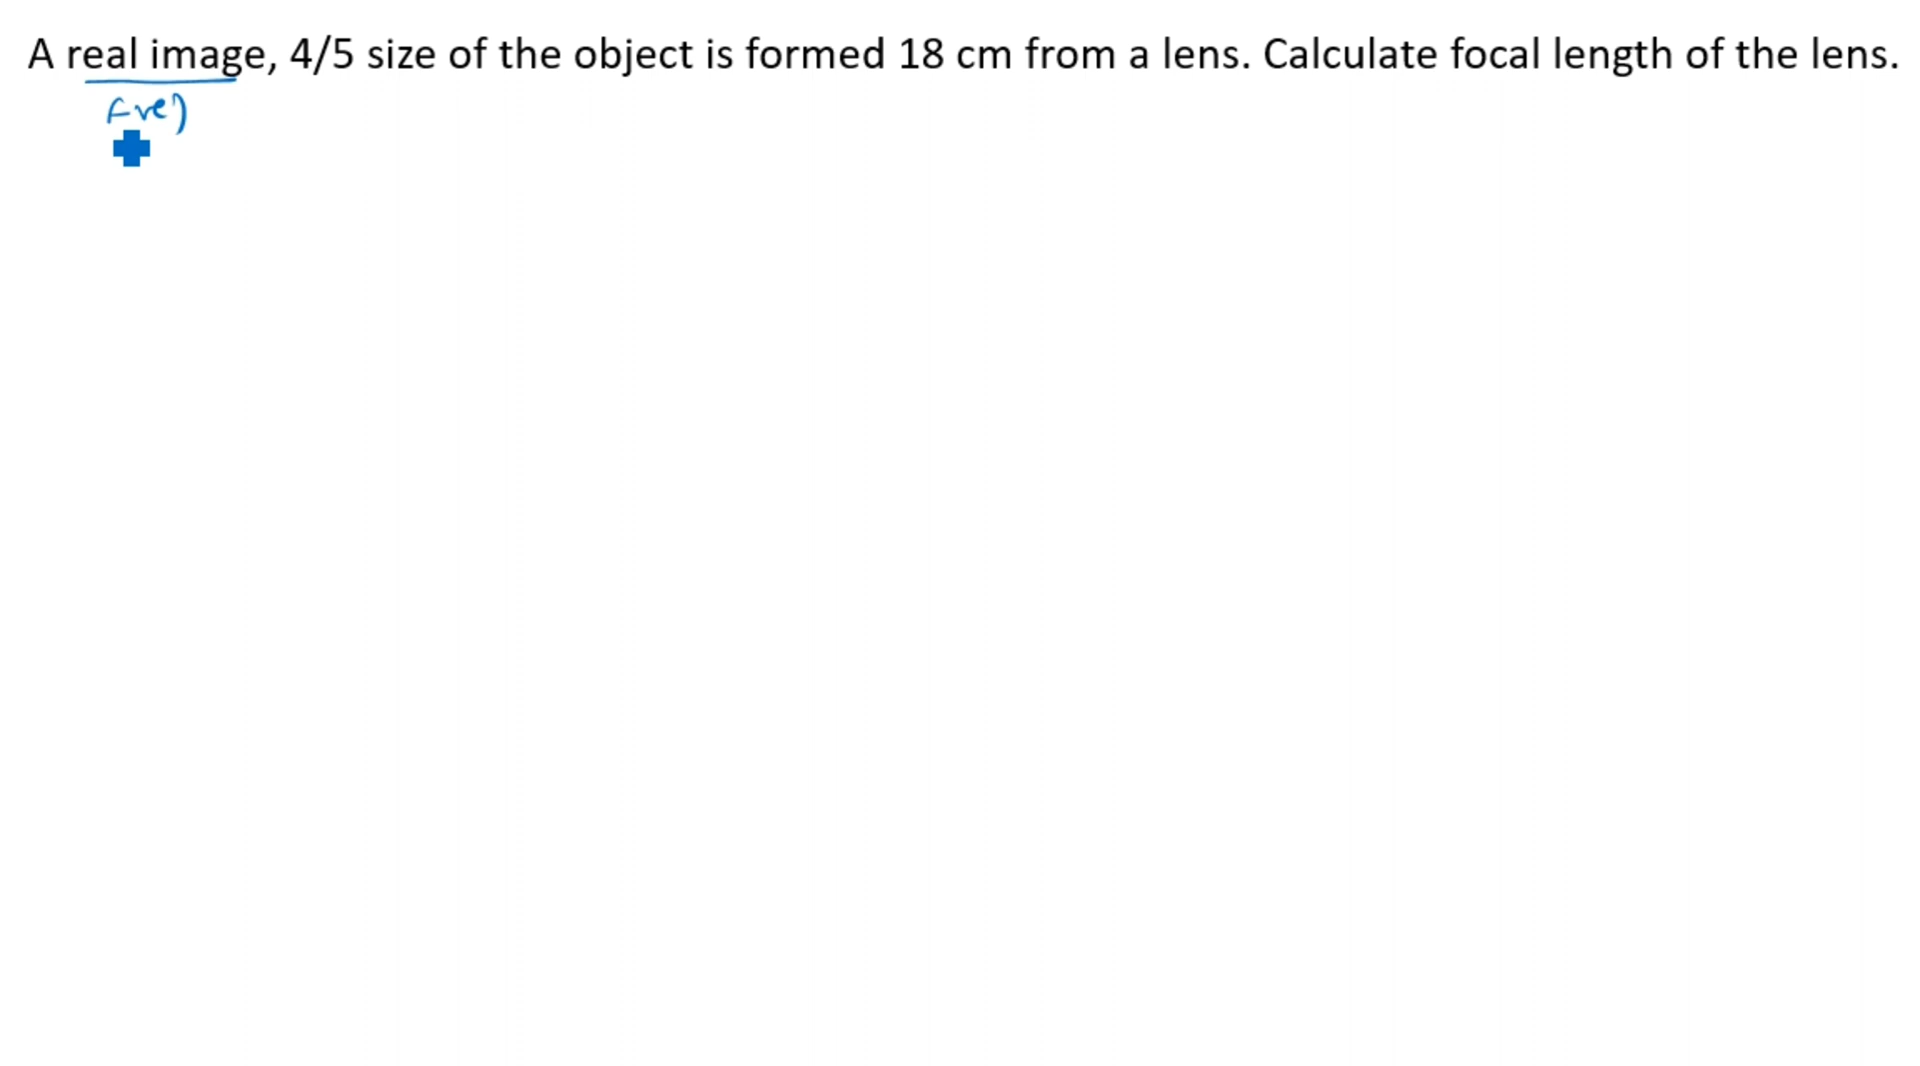 A real image, 4/5 size of the object is formed 18 cm from a lens. Calculate focal length of the lens.
(-ve)